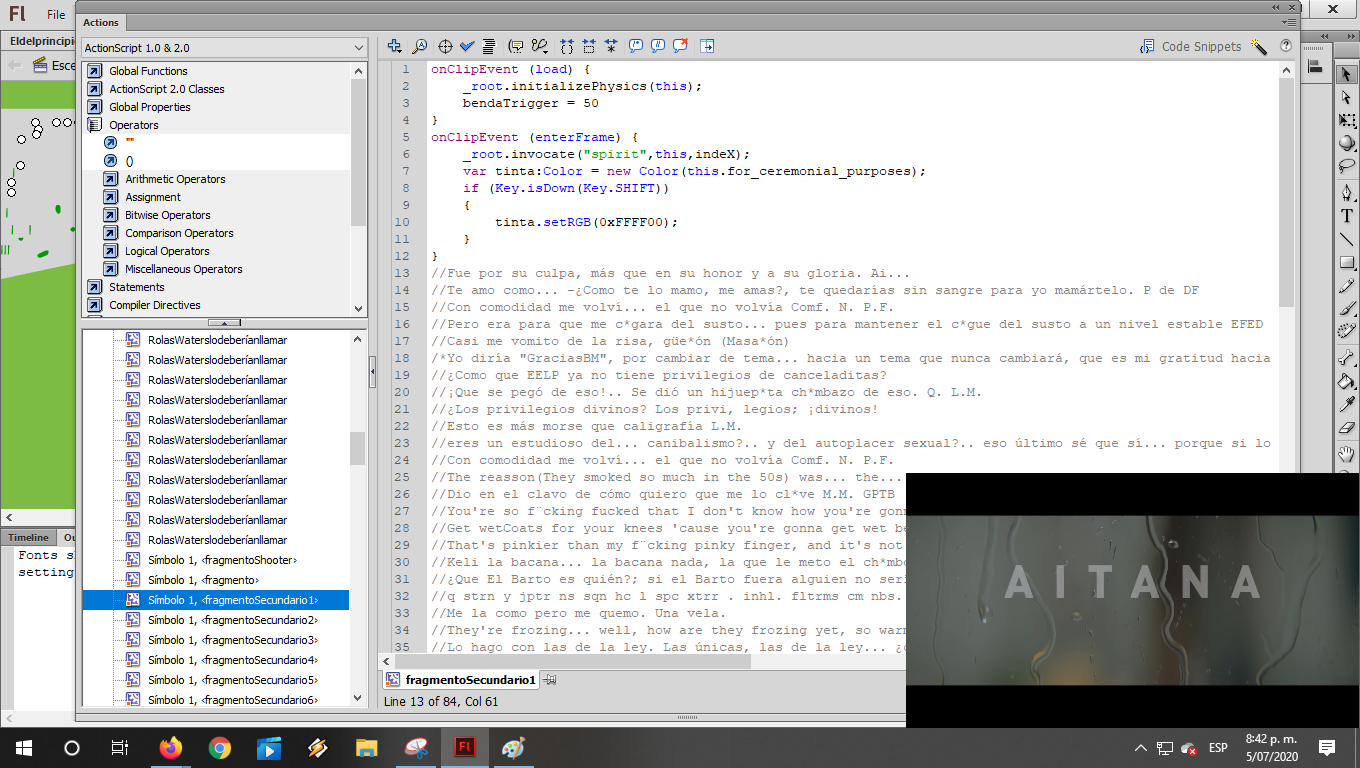 Fl File
Actions
Eldelprincipi
Esce
ActionScript 1.0 & 2.0
Global Functions
ActionScript 2.0 Classes
Global Properties
Operators
""
()
Arithmetic Operators
Assignment
Bitwise Operators
Comparison Operators
Logical Operators
Miscellaneous Operators
Statements
Compiler Directives
RolasWaterslodeberíanllamar
RolasWaterslodeberíanllamar
RolasWaterslodeberíanllamar
RolasWaterslodeberíanllamar
RolasWaterslodeberíanllamar
RolasWaterslodeberíanllamar
RolasWaterslodeberíanllamar
RolasWaterslodeberíanllamar
RolasWaterslodeberíanllamar
RolasWaterslodeberíanllamar
RolasWaterslodeberíanllamar
Símbolo 1, <fragmentoShooter>
Símbolo 1, <fragmento>
Símbolo 1, <fragmentoSecundario1>
Símbolo 1, <fragmentoSecundario2>
Símbolo 1, <fragmentoSecundario3>
Símbolo 1, <fragmentoSecundario4>
Símbolo 1, <fragmentoSecundario5>
Símbolo 1, <fragmentoSecundario6>
Timeline Ou
Fonts s
setting
Code Snippets
1 onClipEvent (load) {
2 _root.initializePhysics(this);
3 bendaTrigger = 50
4 }
5 onClipEvent (enterFrame) {
6 _root.invocate("spirit",this,indeX);
7 var tinta:Color = new Color(this.for_ceremonial_purposes);
8 if (Key.isDown(Key.SHIFT))
9 {
10 tinta.setRGB(0xFFFF00);
11 }
12 }
13 //Fue por su culpa, más que en su honor y a su gloria. Ai...
14 //Te amo como... -¿Como te lo mamo, me amas?, te quedarías sin sangre para yo mamártelo. P de DF
15 //Con comodidad me volví... el que no volvía Comf. N. P.F.
16 //Pero era para que me c*gara del susto... pues para mantener el c*gue del susto a un nivel estable EFED
17 //Casi me vomito de la risa, güe*ón (Masa*ón)
18 /*Yo diría "GraciasBM", por cambiar de tema... hacia un tema que nunca cambiará, que es mi gratitud hacia
19 //¿Como que EELP ya no tiene privilegios de canceladitas?
20 //¡Que se pegó de eso!.. Se dió un hijuep*ta ch*mbazo de eso. Q. L.M.
21 //¿Los privilegios divinos? Los privi, legios; ¡divinos!
22 //Esto es más morse que caligrafía L.M.
23 //eres un estudioso del... canibalismo?.. y del autoplacer sexual?.. eso último sé que sí... porque si lo
24 //Con comodidad me volví... el que no volvía Comf. N. P.F.
25 //The reasson(They smoked so much in the 50s) was... the...
26 //Dio en el clavo de cómo quiero que me lo cl*ve M.M. GPTB
27 //You're so f¨cking fucked that I don't know how you're gonn
28 //Get wetCoats for your knees 'cause you're gonna get wet be
29 //That's pinkier than my f¨cking pinky finger, and it's not
30 //Keli la bacana... la bacana nada, la que le meto el ch*mbo
31 //¿Que El Barto es quién?; si el Barto fuera alguien no seri
32 //q strn y jptr ns sqn hc l spc xtrr . inhl. fltrms cm nbs.
33 //Me la como pero me quemo. Una vela.
34 //They're frozing... well, how are they frozing yet, so warm
35 //Lo hago con las de la ley. Las únicas, las de la ley...
fragmentoSecundario1
Line 13 of 84, Col 61
AITANA
Fl
ESP
8:42 p. m.
5/07/2020